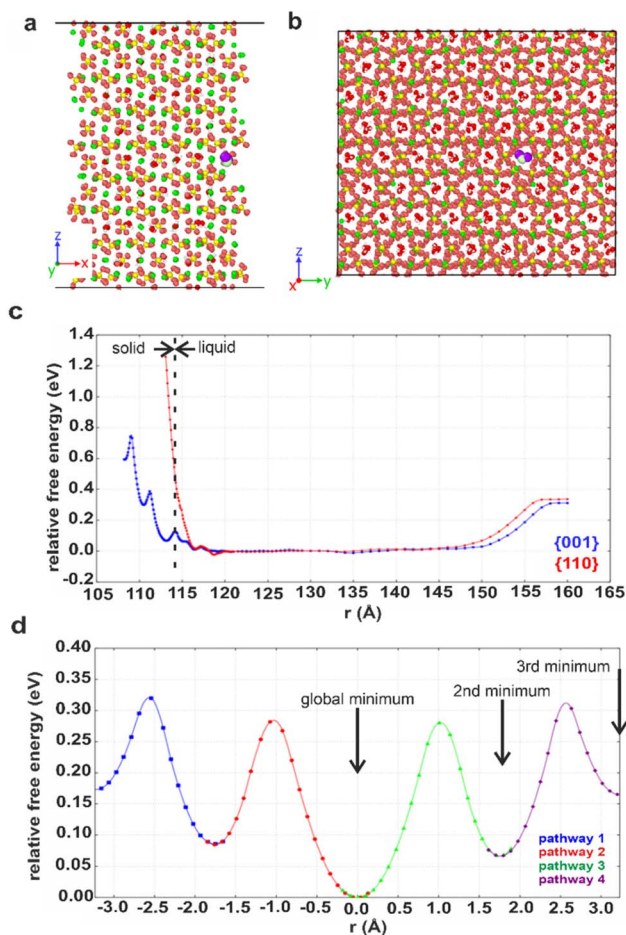 a
b
z
y
x
z
x
y
c
1.4
solid
liquid
1.2
1.0
0.8
0.6
0.4
0.2
0.0
-0.2
{001}
{110}
105 110 115 120 125 130 135 140 145 150 155 160 165
r (Å)
relative free energy (eV)
d
0.40
3rd minimum
0.35
global minimum
2nd minimum
0.30
0.25
0.20
0.15
0.10
0.05
0.00
pathway 1
pathway 2
pathway 3
pathway 4
-3.2 -2.5 -2.0 -1.5 -1.0 -0.5 0.0 0.5 1.0 1.5 2.0 2.5 3.2
r (Å)
relative free energy (eV)